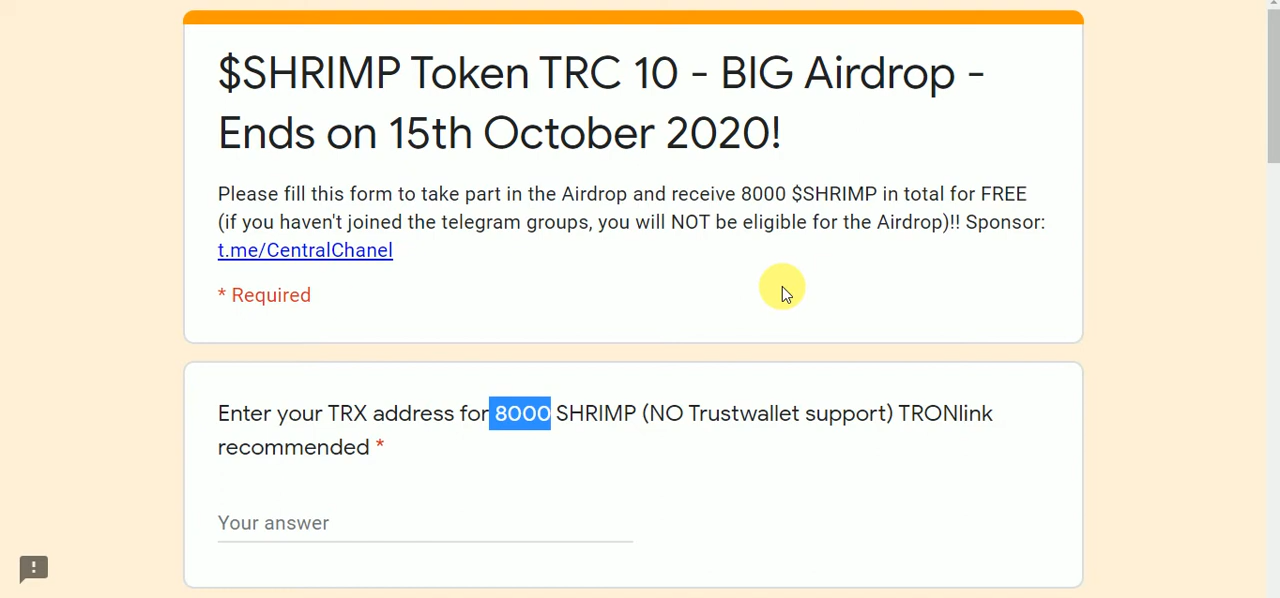 $SHRIMP Token TRC 10 - BIG Airdrop -
Ends on 15th October 2020!
Please fill this form to take part in the Airdrop and receive 8000 $SHRIMP in total for FREE
(if you haven't joined the telegram groups, you will NOT be eligible for the Airdrop)!! Sponsor:
t.me/CentralChanel
* Required
Enter your TRX address for 8000 SHRIMP (NO Trustwallet support) TRONlink
recommended *
Your answer